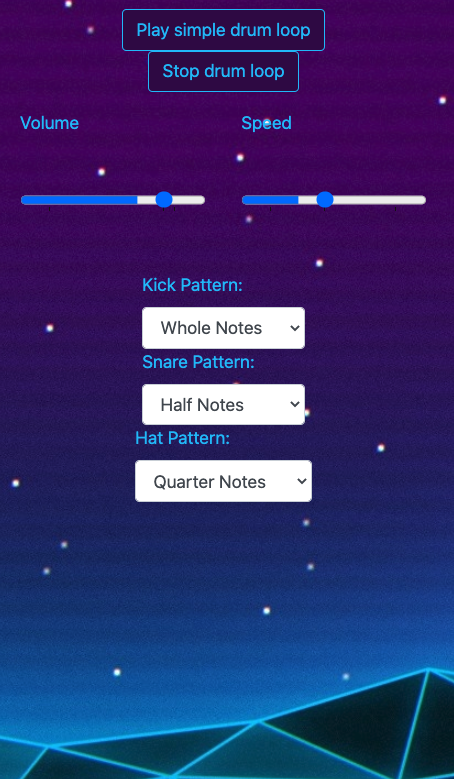 Play simple drum loop
Stop drum loop
Volume
Speed
Kick Pattern:
Whole Notes
Snare Pattern:
Half Notes
Hat Pattern:
Quarter Notes